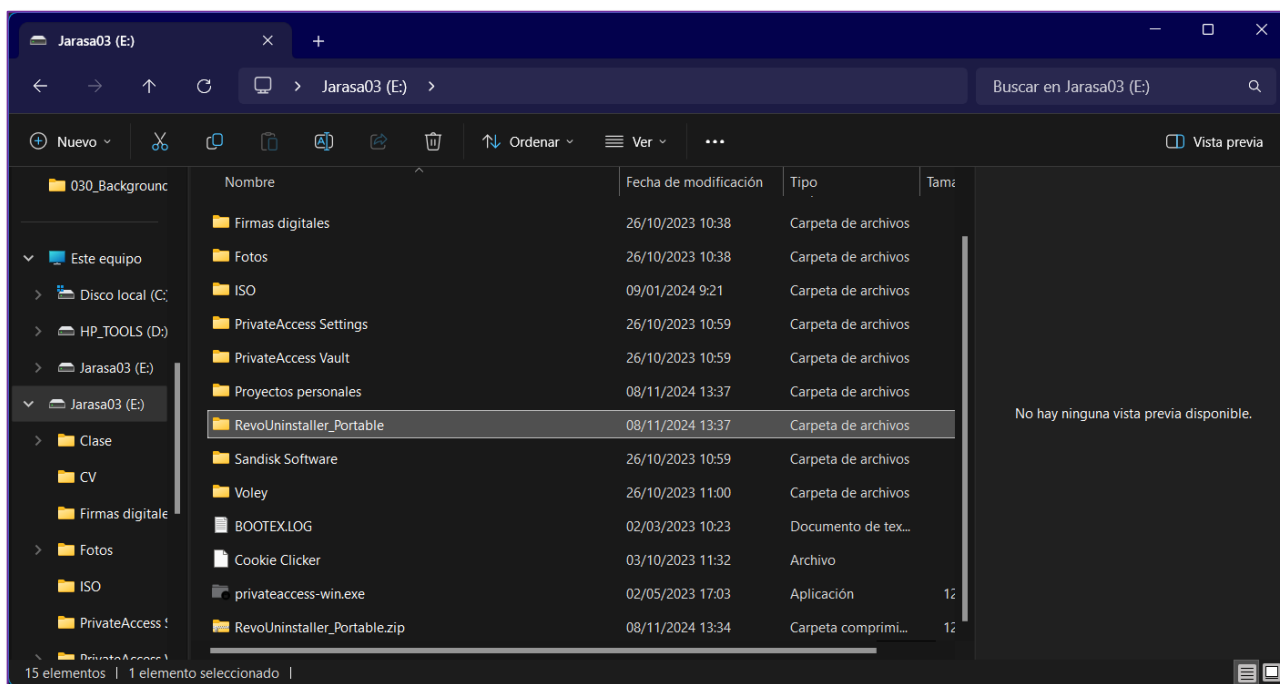 Jarasa03 (E:)
Jarasa03 (E:)
Buscar en Jarasa03 (E:)
Nuevo
Ordenar
Ver
Vista previa
030_Background
Este equipo
Disco local (C:)
HP_TOOLS (D:)
Jarasa03 (E:)
Jarasa03 (E:)
Clase
CV
Firmas digitale
Fotos
ISO
PrivateAccess S
PrivateAccess V
Nombre Fecha de modificación Tipo Tama
Firmas digitales 26/10/2023 10:38 Carpeta de archivos
Fotos 26/10/2023 10:38 Carpeta de archivos
ISO 09/01/2024 9:21 Carpeta de archivos
PrivateAccess Settings 26/10/2023 10:59 Carpeta de archivos
PrivateAccess Vault 26/10/2023 10:59 Carpeta de archivos
Proyectos personales 08/11/2024 13:37 Carpeta de archivos
RevoUninstaller_Portable 08/11/2024 13:37 Carpeta de archivos
Sandisk Software 26/10/2023 10:59 Carpeta de archivos
Voley 26/10/2023 11:00 Carpeta de archivos
BOOTEX.LOG 02/03/2023 10:23 Documento de tex...
Cookie Clicker 03/10/2023 11:32 Archivo
privateaccess-win.exe 02/05/2023 17:03 Aplicación 12
RevoUninstaller_Portable.zip 08/11/2024 13:34 Carpeta comprimi... 12
No hay ninguna vista previa disponible.
15 elementos | 1 elemento seleccionado |